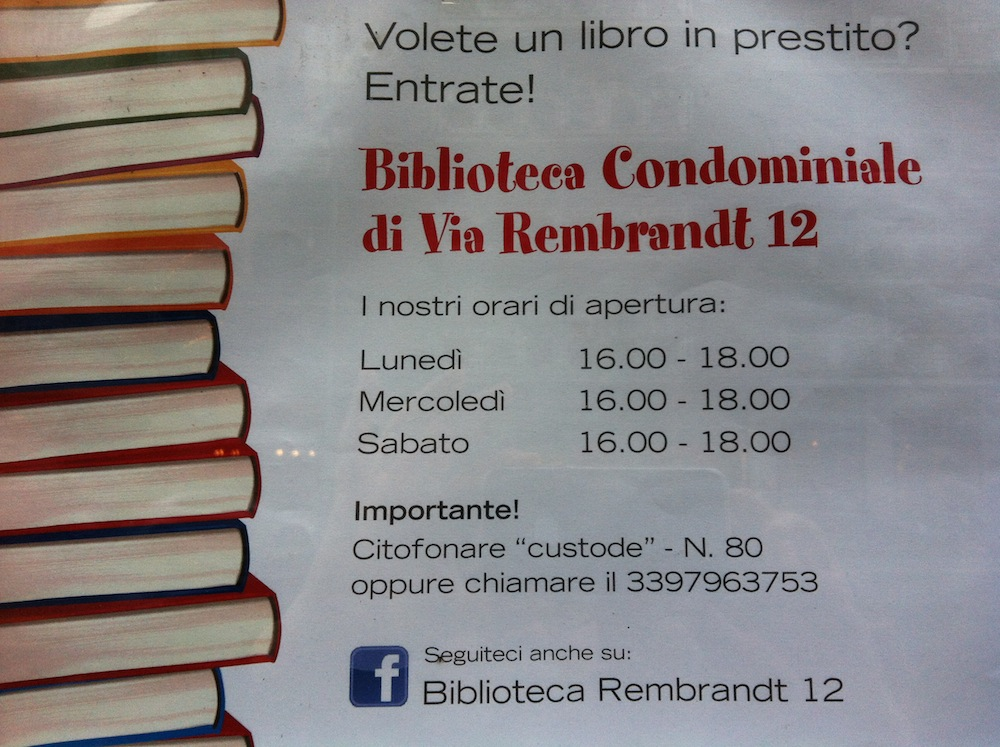 Volete un libro in prestito?
Entrate!
Biblioteca Condominiale
di Via Rembrandt 12
I nostri orari di apertura:
Lunedì 16.00 - 18.00
Mercoledì 16.00 - 18.00
Sabato 16.00 - 18.00
Importante!
Citofonare “custode” - N. 80
oppure chiamare il 3397963753
f
Seguiteci anche su:
Biblioteca Rembrandt 12